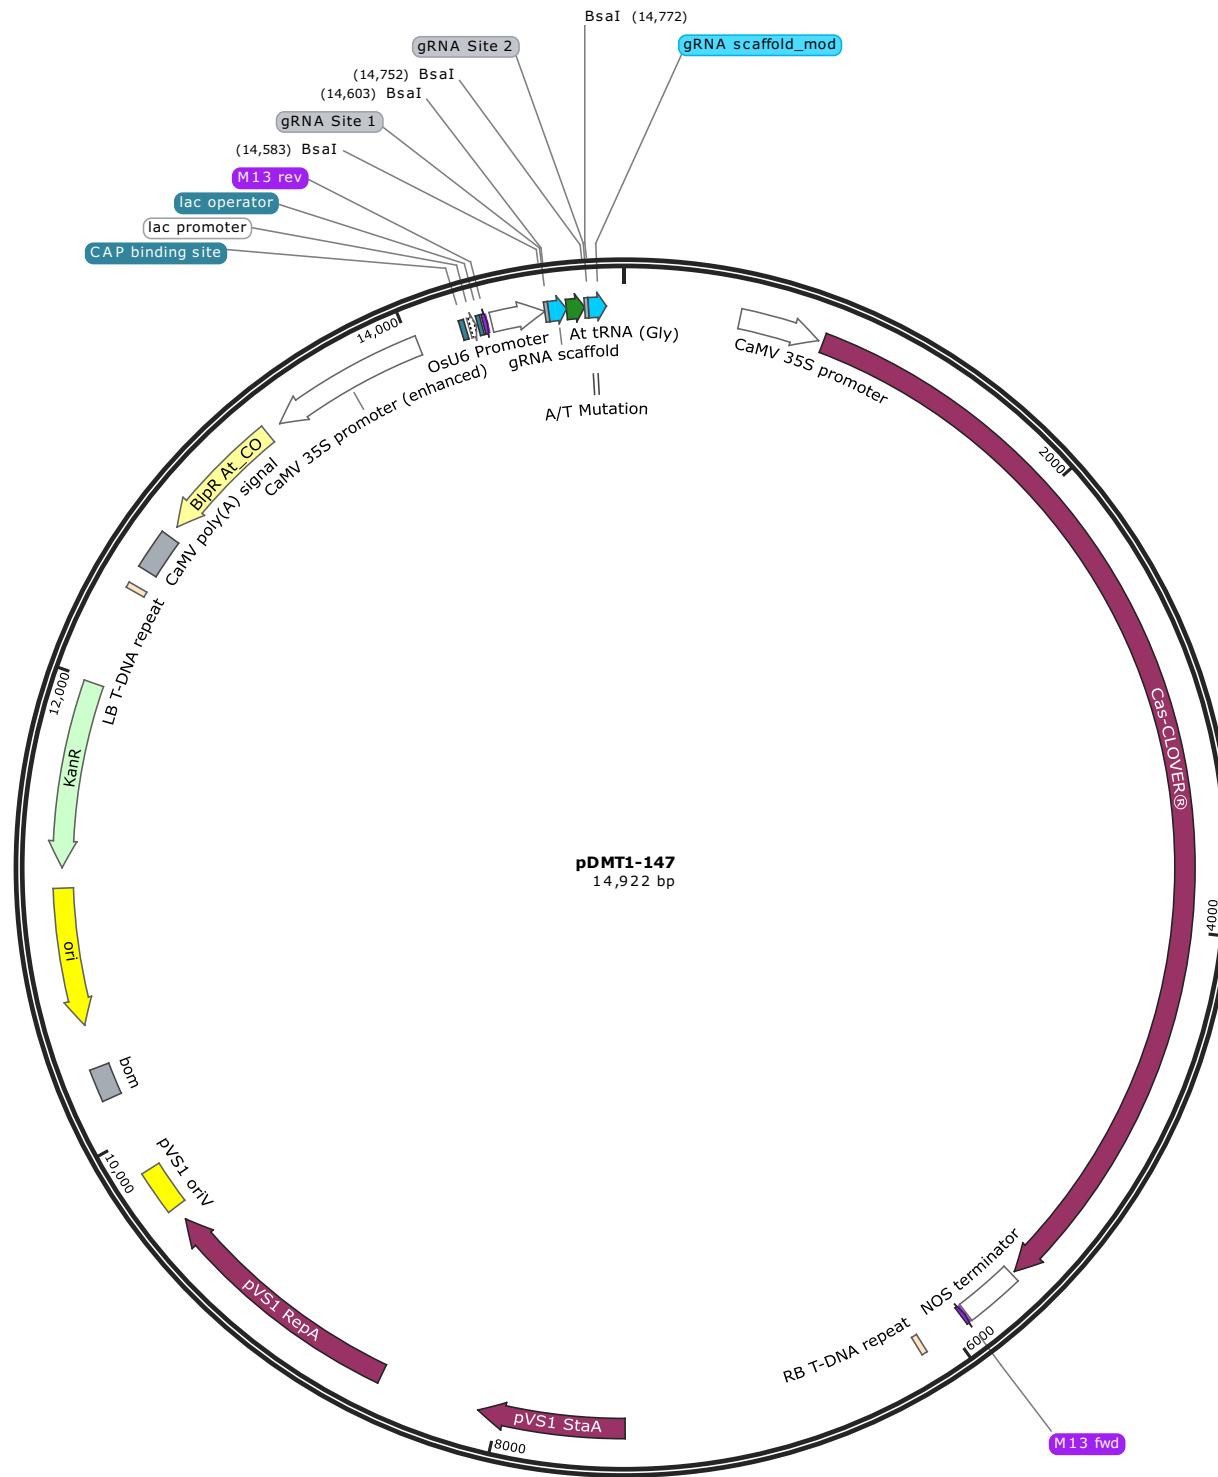 BsaI (14,772)
gRNA Site 2
gRNA scaffold_mod
(14,752) BsaI
(14,603) BsaI
gRNA Site 1
(14,583) BsaI
M13 rev
lac operator
lac promoter
CAP binding site
14,000
OsU6 Promoter
At tRNA (Gly)
gRNA scaffold
A/T Mutation
CaMV 35S promoter
CaMV 35S promoter (enhanced)
BlpR At_CO
CaMV poly(A) signal
2000
LB T-DNA repeat
12,000
KanR
Cas-CLOVER®
pDMT1-147
14,922 bp
4000
ori
bom
10,000
pVS1 oriV
pVS1 RepA
NOS terminator
RB T-DNA repeat
6000
pVS1 StaA
8000
M13 fwd